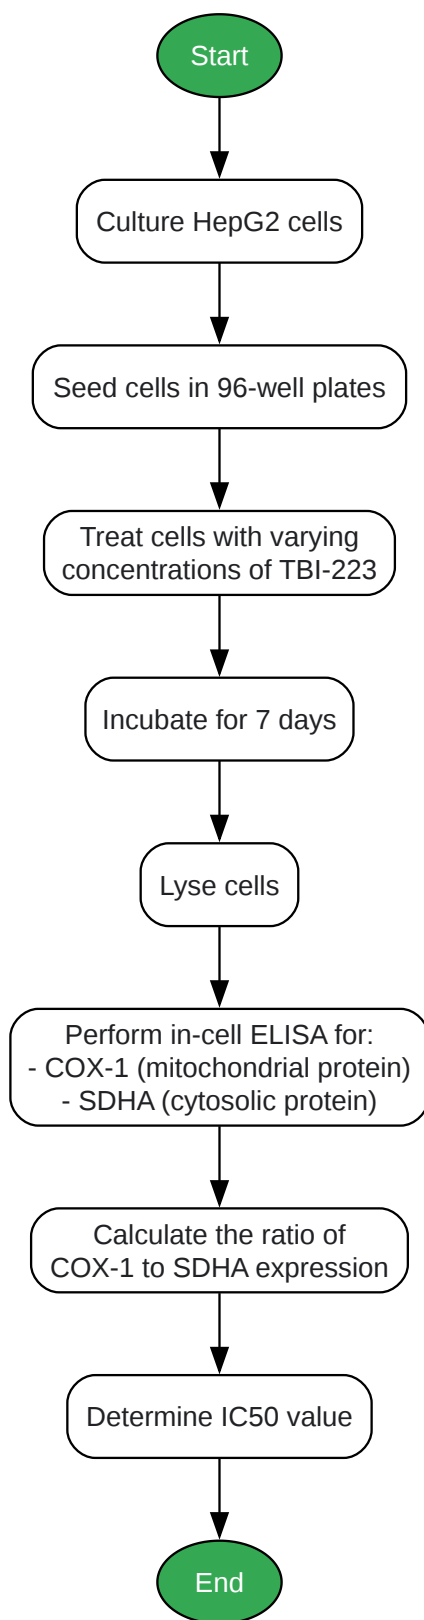 Start
Culture HepG2 cells
Seed cells in 96-well plates
Treat cells with varying
concentrations of TBI-223
Incubate for 7 days
Lyse cells
Perform in-cell ELISA for:
- COX-1 (mitochondrial protein)
- SDHA (cytosolic protein)
Calculate the ratio of
COX-1 to SDHA expression
Determine IC50 value
End